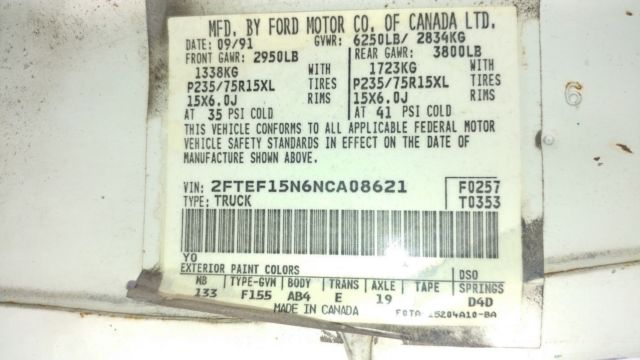 MFD. BY FORD MOTOR CO. OF CANADA LTD.
DATE: 09/91 GVWR: 6250LB/ 2834KG
FRONT GAWR: 2950LB REAR GAWR: 3800LB
1338KG WITH 1723KG WITH
P235/75R15XL TIRES P235/75R15XL TIRES
15X6.0J RIMS 15X6.0J RIMS
AT 35 PSI COLD AT 41 PSI COLD
THIS VEHICLE CONFORMS TO ALL APPLICABLE FEDERAL MOTOR
VEHICLE SAFETY STANDARDS IN EFFECT ON THE DATE OF
MANUFACTURE SHOWN ABOVE.
VIN: 2FTEF15N6NCA08621 F0257
TYPE: TRUCK T0353
YO
EXTERIOR PAINT COLORS DSO
WB TYPE-GVW BODY TRANS AXLE TAPE SPRINGS
133 F155 AB4 E 19 D4D
MADE IN CANADA